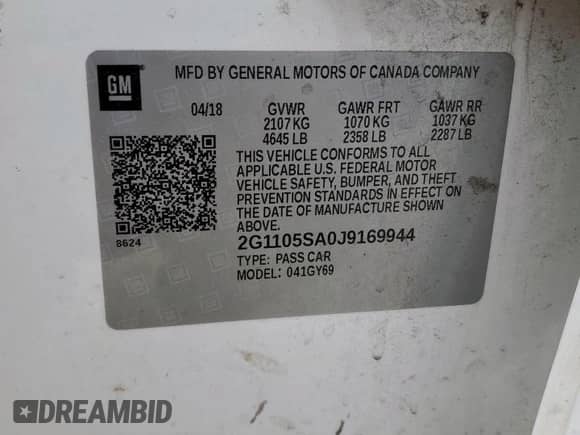 GM
MFD BY GENERAL MOTORS OF CANADA COMPANY
04/18 GVWR GAWR FRT GAWR RR
2107 KG 1070 KG 1037 KG
4645 LB 2358 LB 2287 LB
THIS VEHICLE CONFORMS TO ALL
APPLICABLE U.S. FEDERAL MOTOR
VEHICLE SAFETY, BUMPER, AND THEFT
PREVENTION STANDARDS IN EFFECT ON
THE DATE OF MANUFACTURE SHOWN
ABOVE.
8624
2G1105SA0J9169944
TYPE: PASS CAR
MODEL: 041GY69
DREAMBID